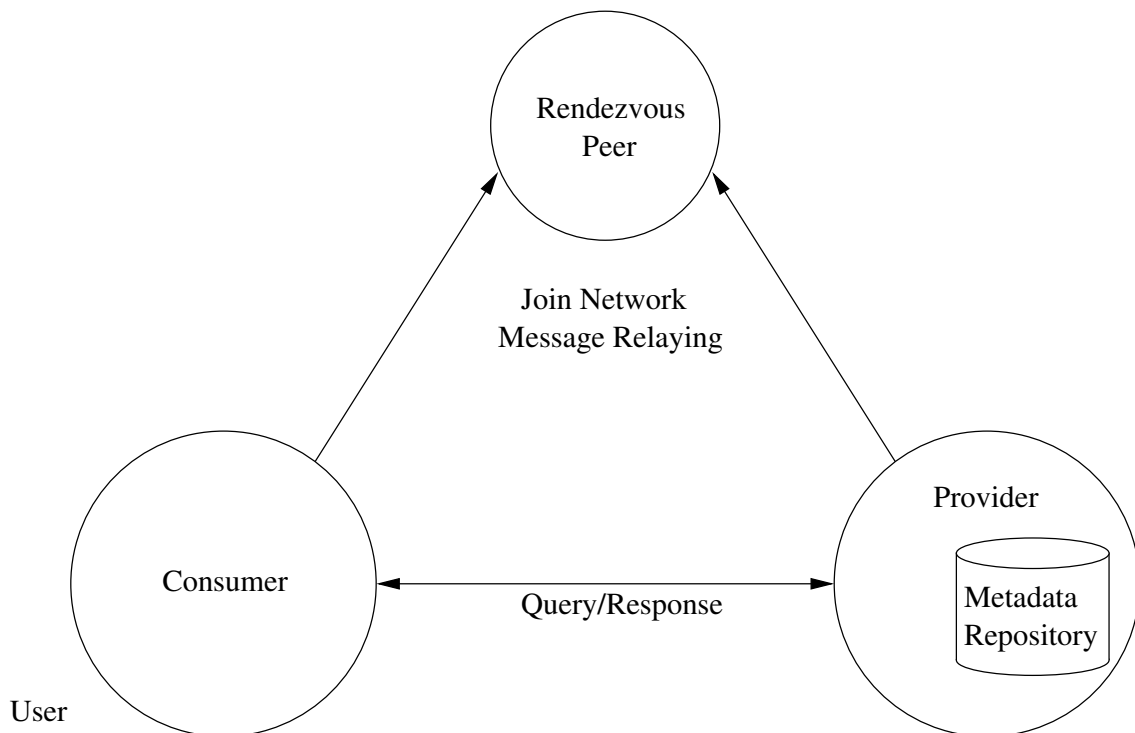 Rendezvous
Peer
Join Network
Message Relaying
Provider
Consumer
Query/Response
Metadata
Repository
User